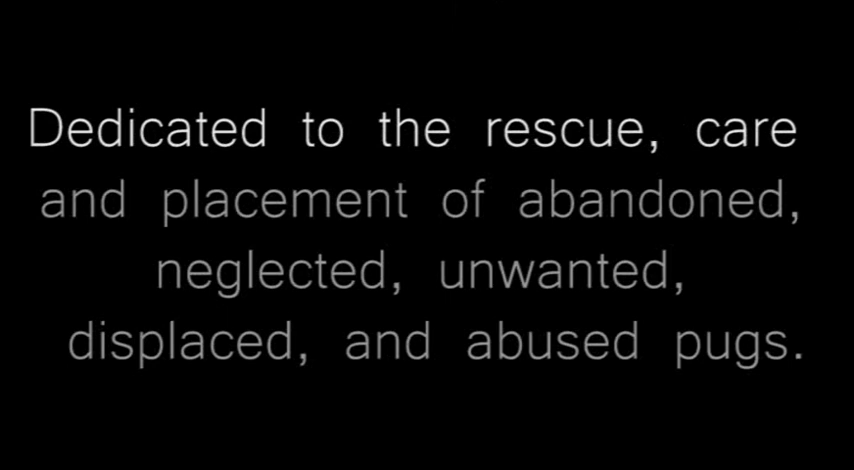 Dedicated to the rescue, care
and placement of abandoned,
neglected, unwanted,
displaced, and abused pugs.